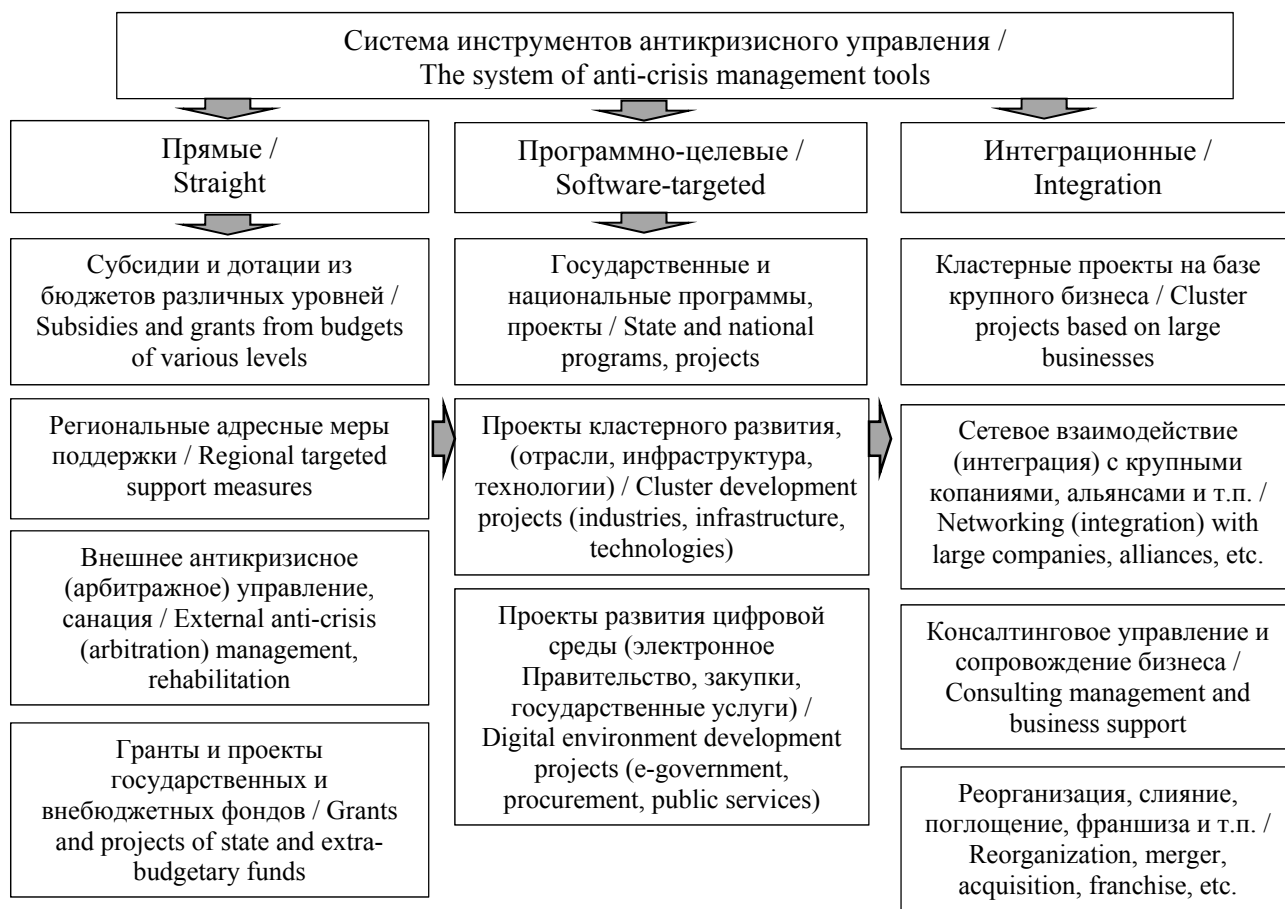 Система инструментов антикризисного управления /
The system of anti-crisis management tools
Прямые /
Straight
Программно-целевые /
Software-targeted
Интеграционные /
Integration
Субсидии и дотации из
бюджетов различных уровней /
Subsidies and grants from budgets
of various levels
Региональные адресные меры
поддержки / Regional targeted
support measures
Внешнее антикризисное
(арбитражное) управление,
санация / External anti-crisis
(arbitration) management,
rehabilitation
Гранты и проекты
государственных и
внебюджетных фондов / Grants
and projects of state and extra-
budgetary funds
Государственные и
национальные программы,
проекты / State and national
programs, projects
Проекты кластерного развития,
(отрасли, инфраструктура,
технологии) / Cluster development
projects (industries, infrastructure,
technologies)
Проекты развития цифровой
среды (электронное
Правительство, закупки,
государственные услуги) /
Digital environment development
projects (e-government,
procurement, public services)
Кластерные проекты на базе
крупного бизнеса / Cluster
projects based on large
businesses
Сетевое взаимодействие
(интеграция) с крупными
копаниями, альянсами и т.п. /
Networking (integration) with
large companies, alliances, etc.
Консалтинговое управление и
сопровождение бизнеса /
Consulting management and
business support
Реорганизация, слияние,
поглощение, франшиза и т.п. /
Reorganization, merger,
acquisition, franchise, etc.